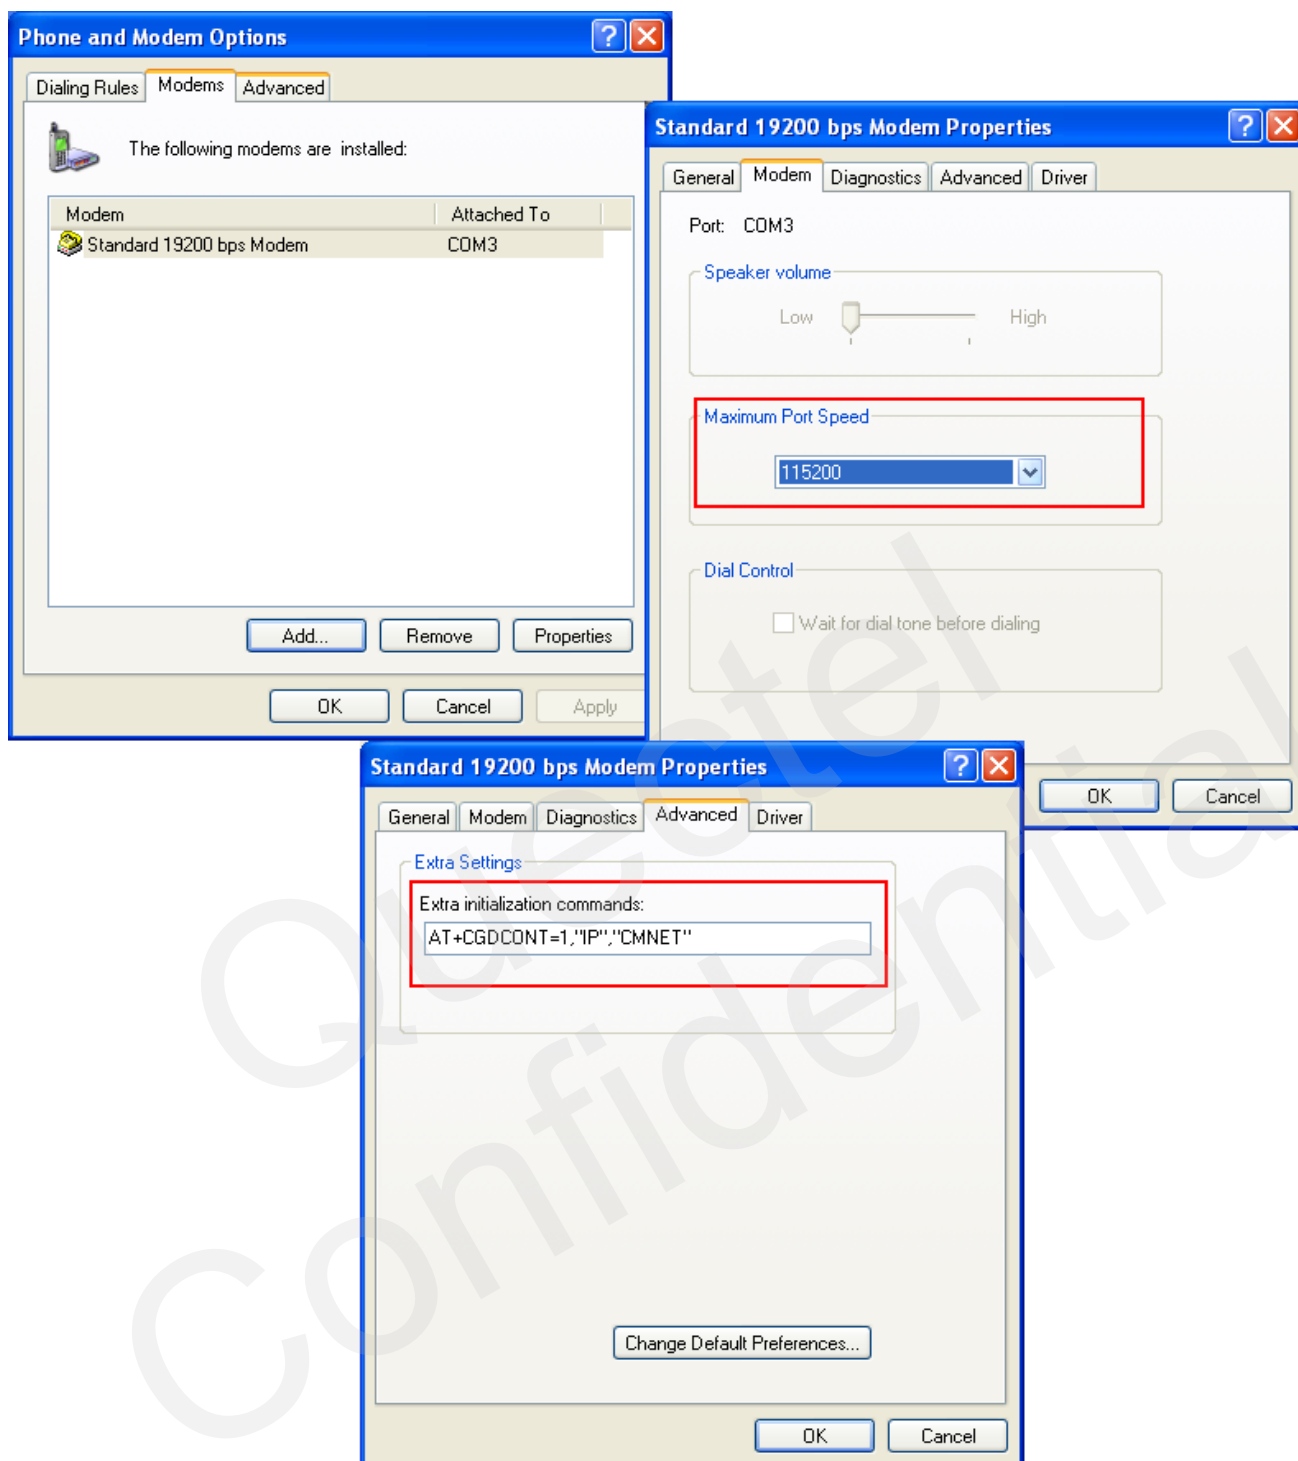 Phone and Modem Options
Dialing Rules Modems Advanced
The following modems are installed:
Modem Attached To
Standard 19200 bps Modem COM3
Add... Remove Properties
OK Cancel Apply
Standard 19200 bps Modem Properties
General Modem Diagnostics Advanced Driver
Port: COM3
Speaker volume
Low High
Maximum Port Speed
115200
Dial Control
Wait for dial tone before dialing
OK Cancel
Standard 19200 bps Modem Properties
General Modem Diagnostics Advanced Driver
Extra Settings
Extra initialization commands:
AT+CGDCONT=1,"IP","CMNET"
Change Default Preferences...
OK Cancel
Quectel
Confidential